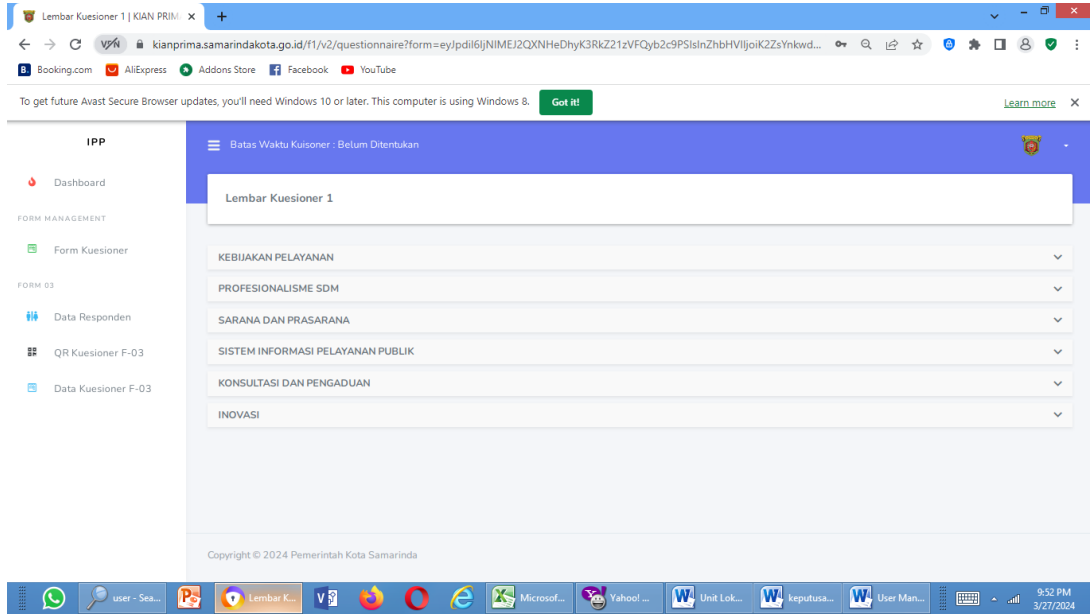 Lembar Kuesioner 1 | KIAN PRIM
VPN kianprima.samarindakota.go.id/f1/v2/questionnaire?form=eyJpdiI6IjNIMEJ2QXNHeDhyK3RkZ21zVFQyb2c9PSIsInZhbHVlIjoiK2ZsYnkwd...
B. Booking.com AliExpress Addons Store Facebook YouTube
To get future Avast Secure Browser updates, you'll need Windows 10 or later. This computer is using Windows 8. Got it! Learn more
IPP
Batas Waktu Kuisoner : Belum Ditentukan
Dashboard
Lembar Kuesioner 1
FORM MANAGEMENT
Form Kuesioner
KEBIJAKAN PELAYANAN
FORM 03
PROFESIONALISME SDM
Data Responden
SARANA DAN PRASARANA
QR Kuesioner F-03
SISTEM INFORMASI PELAYANAN PUBLIK
Data Kuesioner F-03
KONSULTASI DAN PENGADUAN
INOVASI
Copyright © 2024 Pemerintah Kota Samarinda
user - Sea... Lembar K... Microsof... Yahoo! ... Unit Lok... keputusa... User Man... 9:52 PM
3/27/2024